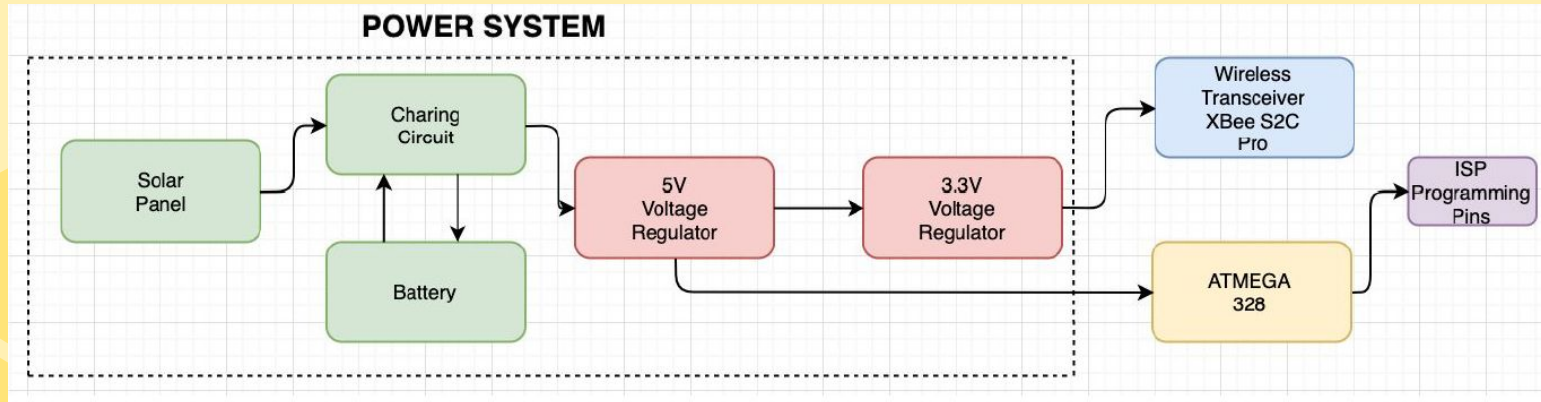 POWER SYSTEM
Solar
Panel
Charing
Circuit
Battery
5V
Voltage
Regulator
3.3V
Voltage
Regulator
Wireless
Transceiver
XBee S2C
Pro
ATMEGA
328
ISP
Programming
Pins